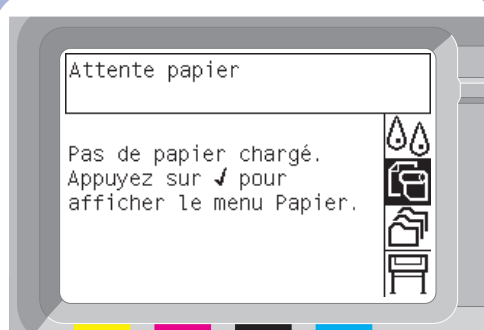 Attente papier
Pas de papier chargé.
Appuyez sur ✓ pour
afficher le menu Papier.